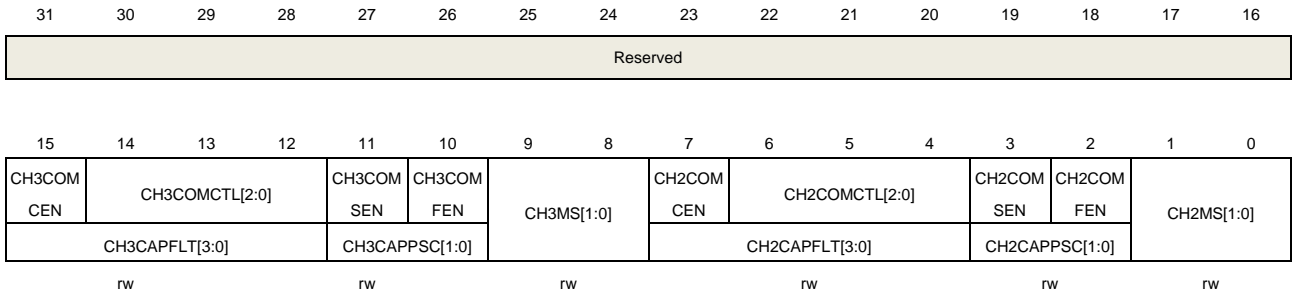 31 30 29 28 27 26 25 24 23 22 21 20 19 18 17 16
Reserved
15 14 13 12 11 10 9 8 7 6 5 4 3 2 1 0
CH3COM CEN CH3COMCTL[2:0] CH3COM SEN CH3COM FEN CH3MS[1:0] CH2COM CEN CH2COMCTL[2:0] CH2COM SEN CH2COM FEN CH2MS[1:0]
CH3CAPFLT[3:0] CH3CAPPSC[1:0] CH2CAPFLT[3:0] CH2CAPPSC[1:0]
rw rw rw rw rw rw